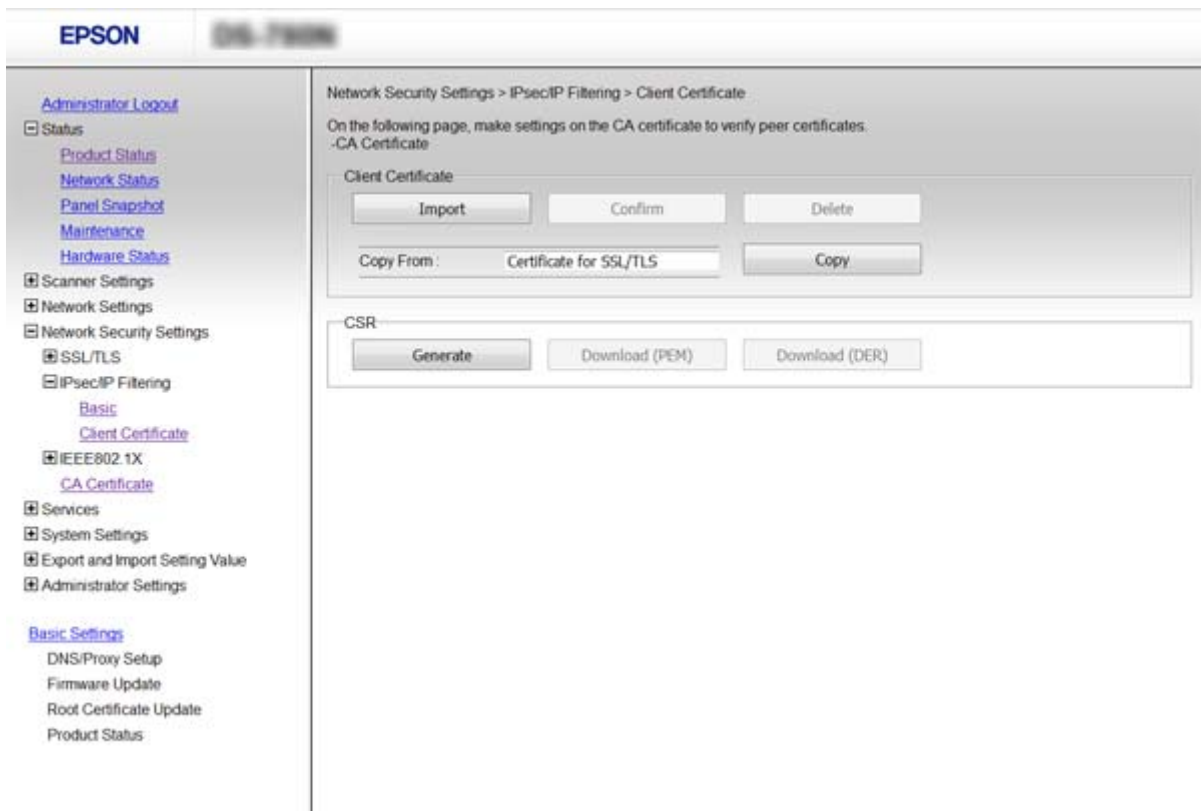 EPSON
Administrator Logout
Status
Product Status
Network Status
Panel Snapshot
Maintenance
Hardware Status
Scanner Settings
Network Settings
Network Security Settings
SSL/TLS
IPsec/IP Filtering
Basic
Client Certificate
IEEE802.1X
CA Certificate
Services
System Settings
Export and Import Setting Value
Administrator Settings
Basic Settings
DNS/Proxy Setup
Firmware Update
Root Certificate Update
Product Status
Network Security Settings > IPsec/IP Filtering > Client Certificate
On the following page, make settings on the CA certificate to verify peer certificates.
-CA Certificate
Client Certificate
Import Confirm Delete
Copy From : Certificate for SSL/TLS Copy
CSR
Generate Download (PEM) Download (DER)